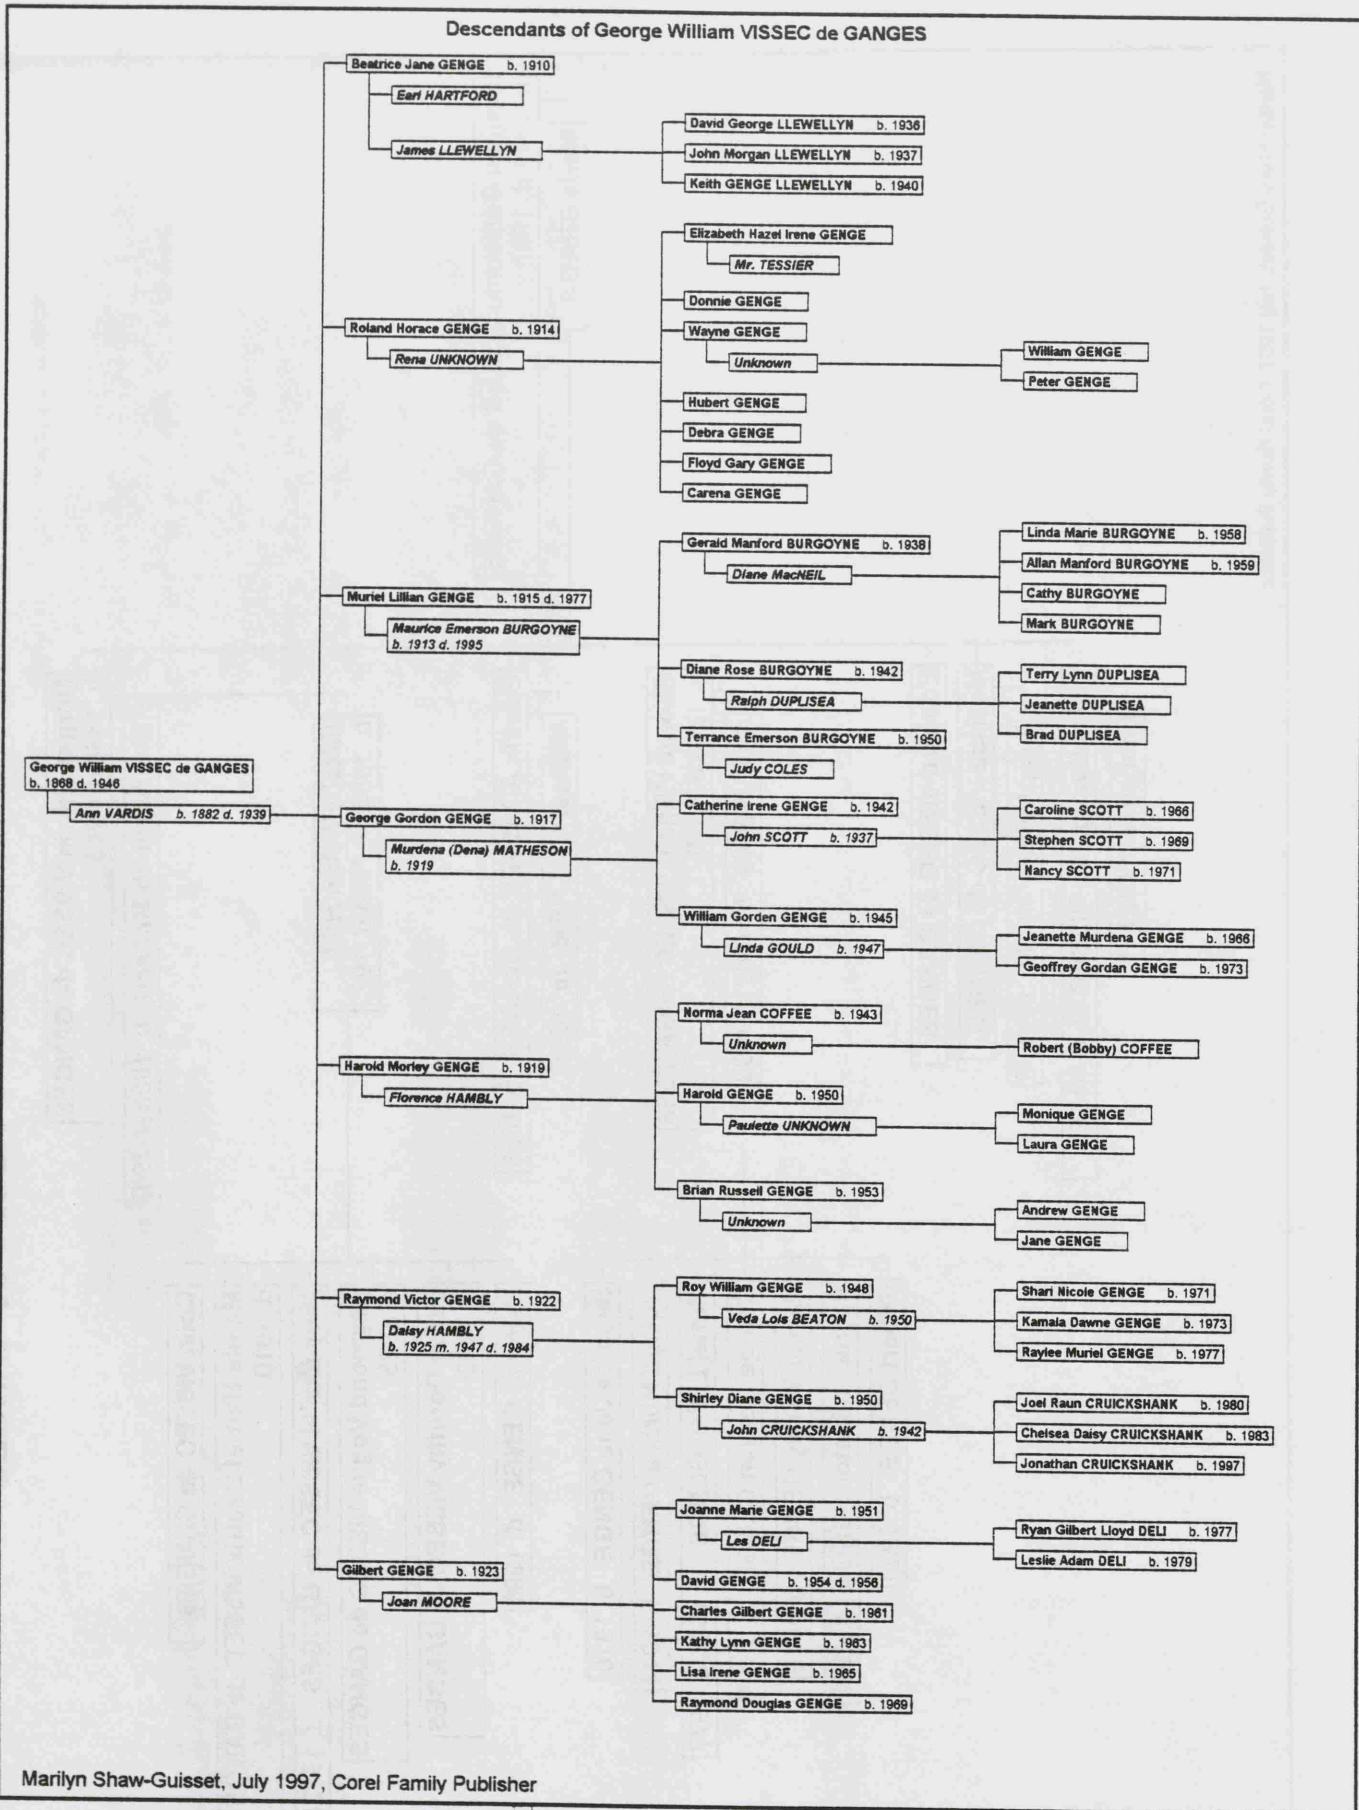 Descendants of George William VISSEC de GANGES
Beatrice Jane GENGE b. 1910
Earl HARTFORD
James LLEWELLYN
David George LLEWELLYN b. 1936
John Morgan LLEWELLYN b. 1937
Keith GENGE LLEWELLYN b. 1940
Roland Horace GENGE b. 1914
Rena UNKNOWN
Elizabeth Hazel Irene GENGE
Mr. TESSIER
Donnie GENGE
Wayne GENGE
Unknown
William GENGE
Peter GENGE
Hubert GENGE
Debra GENGE
Floyd Gary GENGE
Carena GENGE
Muriel Lillian GENGE b. 1915 d. 1977
Maurice Emerson BURGOYNE
b. 1913 d. 1995
Gerald Manford BURGOYNE b. 1938
Diane MacNEIL
Linda Marie BURGOYNE b. 1958
Allan Manford BURGOYNE b. 1959
Cathy BURGOYNE
Mark BURGOYNE
Diane Rose BURGOYNE b. 1942
Ralph DUPLISEA
Terry Lynn DUPLISEA
Jeanette DUPLISEA
Brad DUPLISEA
Terrance Emerson BURGOYNE b. 1950
Judy COLES
George William VISSEC de GANGES
b. 1868 d. 1946
Ann VARDIS b. 1882 d. 1939
George Gordon GENGE b. 1917
Murdena (Dena) MATHESON
b. 1919
Catherine Irene GENGE b. 1942
John SCOTT b. 1937
Caroline SCOTT b. 1966
Stephen SCOTT b. 1969
Nancy SCOTT b. 1971
William Gorden GENGE b. 1945
Linda GOULD b. 1947
Jeanette Murdena GENGE b. 1966
Geoffrey Gordan GENGE b. 1973
Harold Morley GENGE b. 1919
Florence HAMBLY
Norma Jean COFFEE b. 1943
Unknown
Robert (Bobby) COFFEE
Harold GENGE b. 1950
Paulette UNKNOWN
Monique GENGE
Laura GENGE
Brian Russell GENGE b. 1953
Unknown
Andrew GENGE
Jane GENGE
Raymond Victor GENGE b. 1922
Daisy HAMBLY
b. 1925 m. 1947 d. 1984
Roy William GENGE b. 1948
Veda Lois BEATON b. 1950
Shari Nicole GENGE b. 1971
Kamala Dawne GENGE b. 1973
Raylee Muriel GENGE b. 1977
Shirley Diane GENGE b. 1950
John CRUICKSHANK b. 1942
Joel Raun CRUICKSHANK b. 1980
Chelsea Daisy CRUICKSHANK b. 1983
Jonathan CRUICKSHANK b. 1997
Gilbert GENGE b. 1923
Joan MOORE
Joanne Marie GENGE b. 1951
Les DELI
Ryan Gilbert Lloyd DELI b. 1977
Leslie Adam DELI b. 1979
David GENGE b. 1954 d. 1956
Charles Gilbert GENGE b. 1961
Kathy Lynn GENGE b. 1963
Lisa Irene GENGE b. 1965
Raymond Douglas GENGE b. 1969
Marilyn Shaw-Guisset, July 1997, Corel Family Publisher